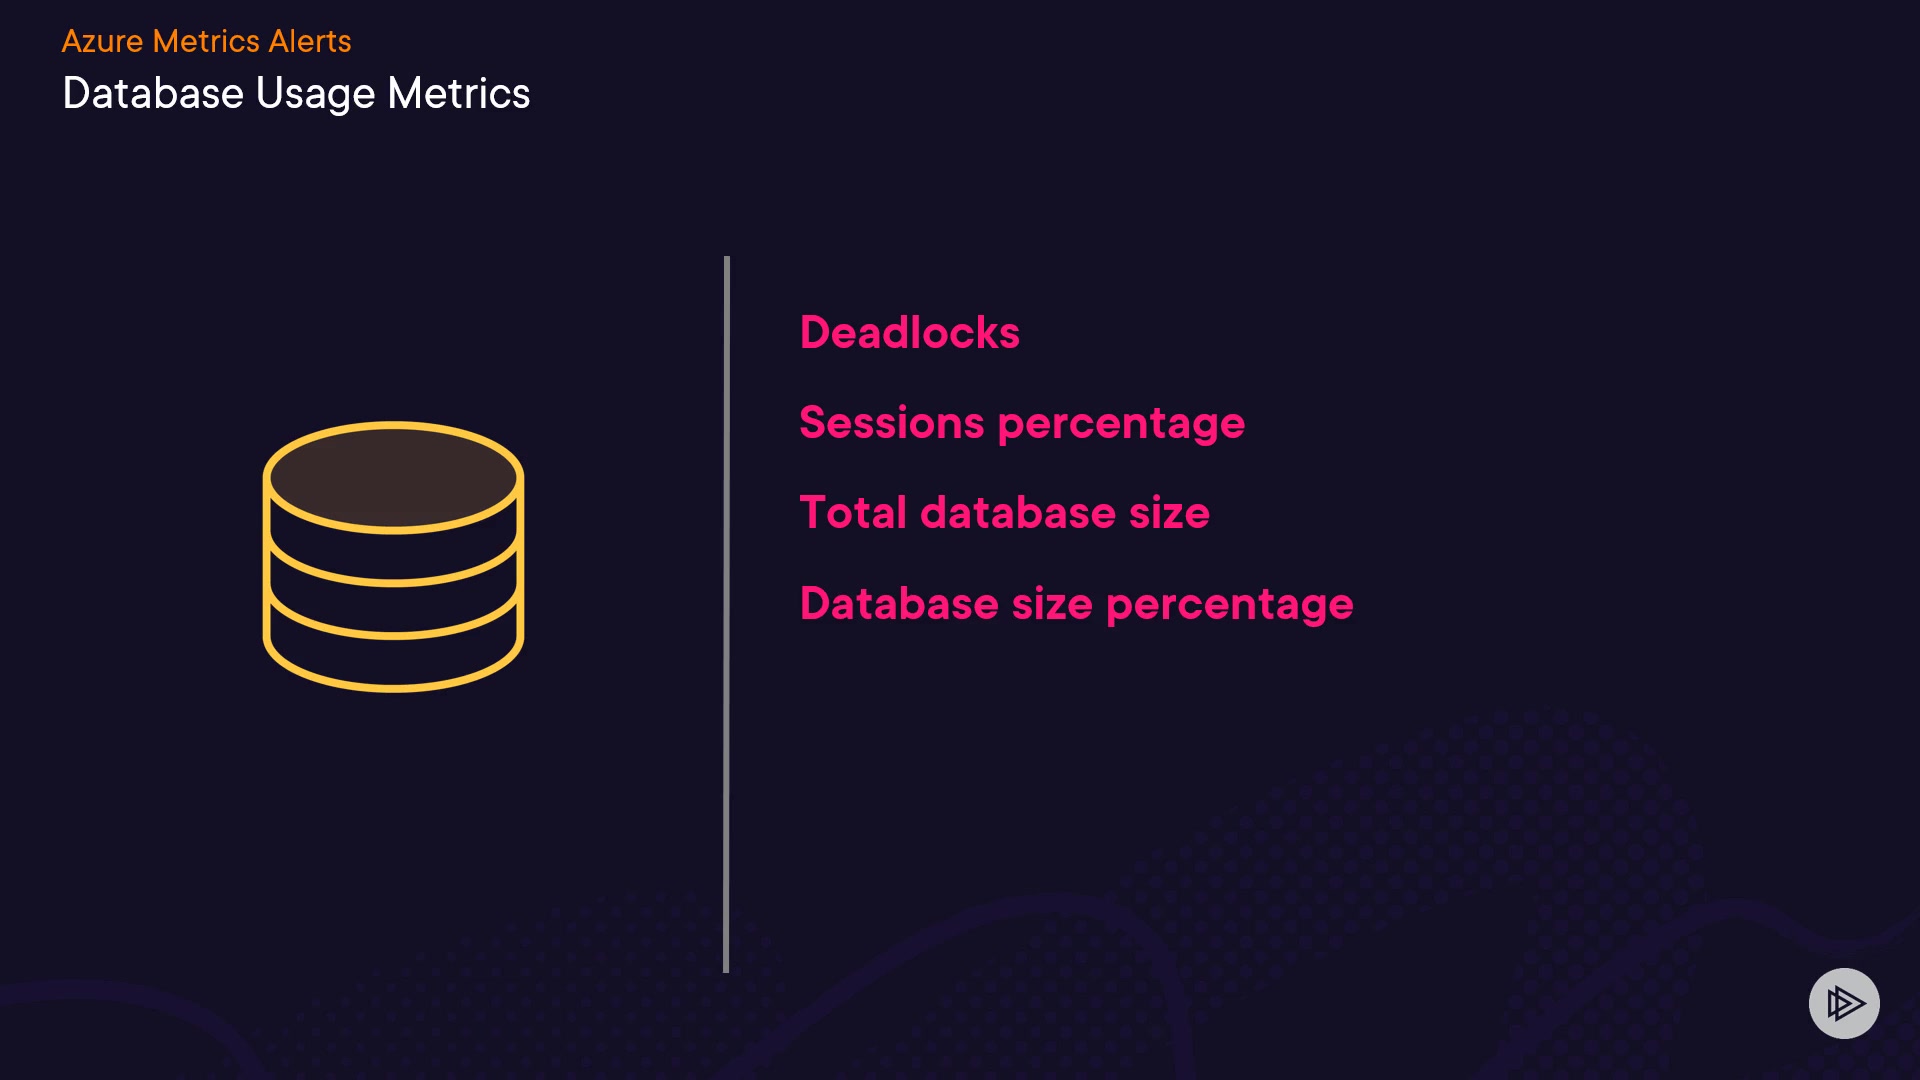 Azure Metrics Alerts
Database Usage Metrics
Deadlocks
Sessions percentage
Total database size
Database size percentage